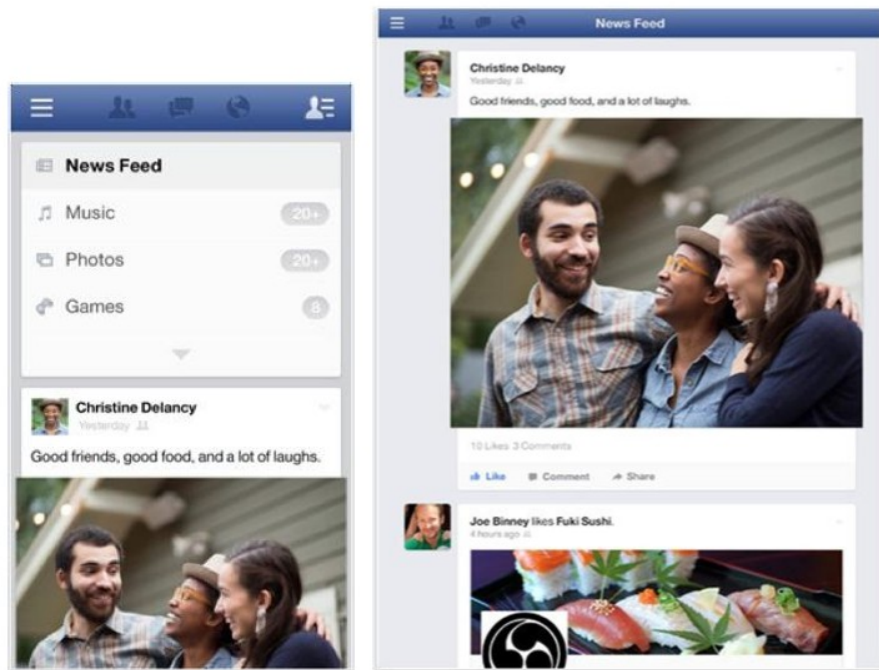 News Feed
Music 20+
Photos 20+
Games 8
Christine Delancy
Yesterday
Good friends, good food, and a lot of laughs.
News Feed
Christine Delancy
Yesterday
Good friends, good food, and a lot of laughs.
10 Likes 3 Comments
Like Comment Share
Joe Binney likes Fuki Sushi.
4 hours ago